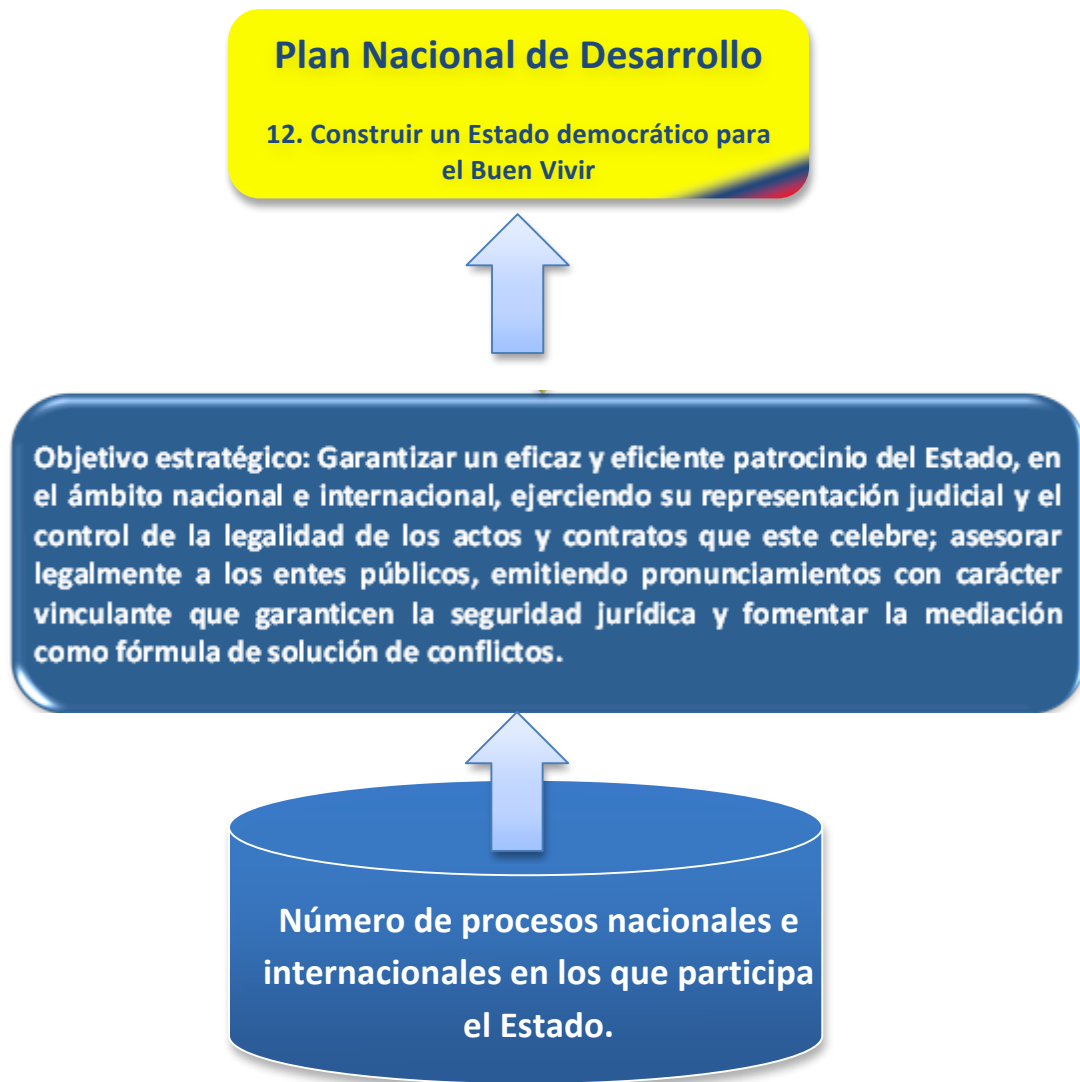 Plan Nacional de Desarrollo
12. Construir un Estado democrático para
el Buen Vivir
Objetivo estratégico: Garantizar un eficaz y eficiente patrocinio del Estado, en
el ámbito nacional e internacional, ejerciendo su representación judicial y el
control de la legalidad de los actos y contratos que este celebre; asesorar
legalmente a los entes públicos, emitiendo pronunciamientos con carácter
vinculante que garanticen la seguridad jurídica y fomentar la mediación
como fórmula de solución de conflictos.
Número de procesos nacionales e
internacionales en los que participa
el Estado.